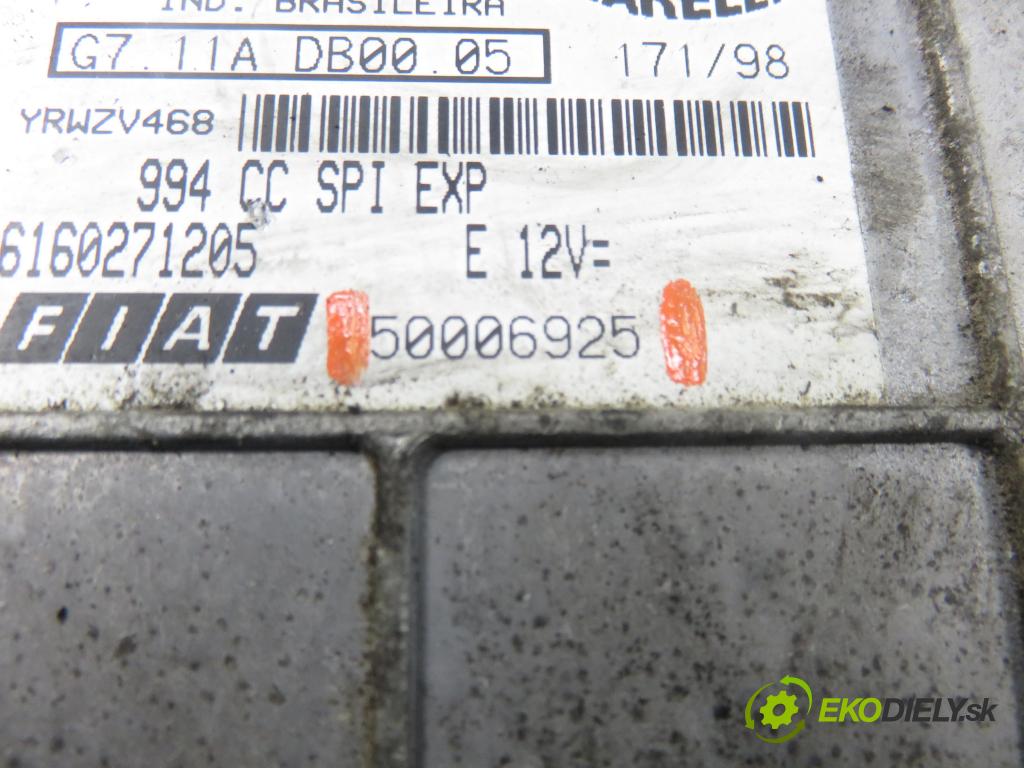 IND. BRASILEIRA
G7.11A DB00.05
171/98
YRWZV468
994 CC SPI EXP
6160271205
E 12V=
FIAT
50006925
EKODIELY.sk